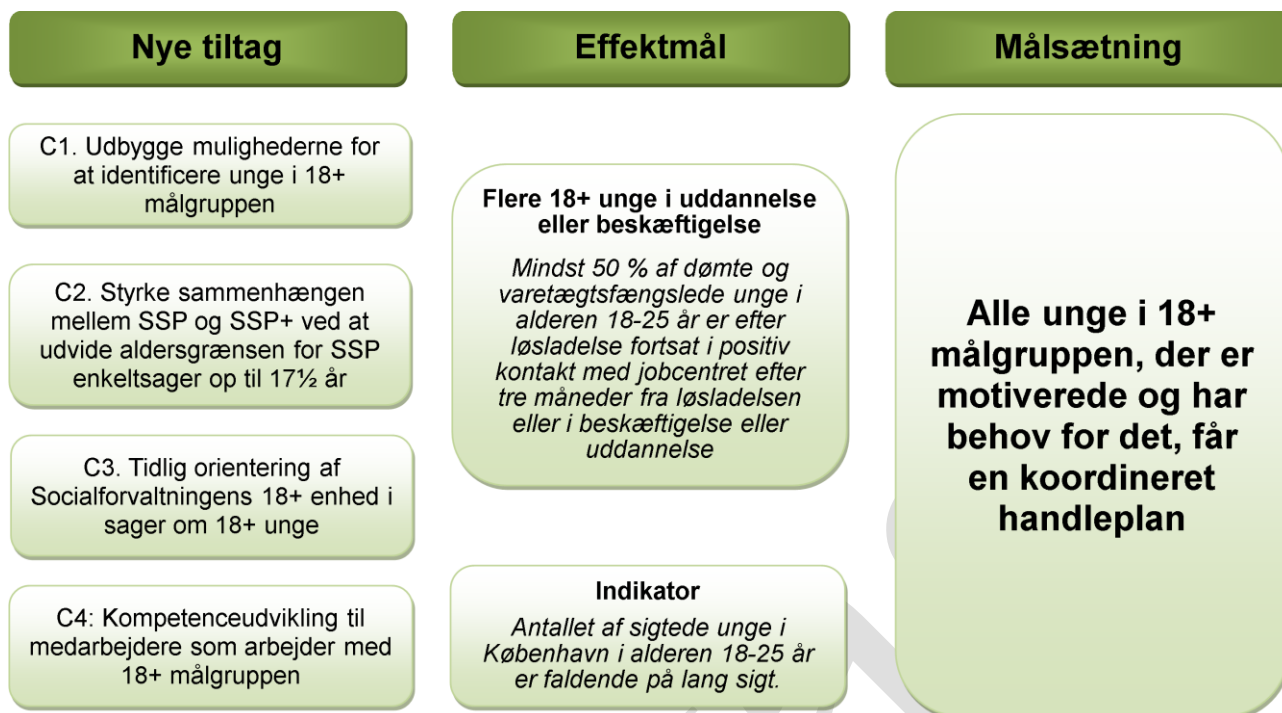 Nye tiltag
C1. Udbygge mulighederne for
at identificere unge i 18+
målgruppen
C2. Styrke sammenhængen
mellem SSP og SSP+ ved at
udvide aldersgrænsen for SSP
enkeltsager op til 17½ år
C3. Tidlig orientering af
Socialforvaltningens 18+ enhed i
sager om 18+ unge
C4: Kompetenceudvikling til
medarbejdere som arbejder med
18+ målgruppen
Effektmål
Flere 18+ unge i uddannelse
eller beskæftigelse
Mindst 50 % af dømte og
varetægtsfængslede unge i
alderen 18-25 år er efter
løsladelse fortsat i positiv
kontakt med jobcentret efter
tre måneder fra løsladelsen
eller i beskæftigelse eller
uddannelse
Indikator
Antallet af sigtede unge i
København i alderen 18-25 år
er faldende på lang sigt.
Målsætning
Alle unge i 18+
målgruppen, der er
motiverede og har
behov for det, får
en koordineret
handleplan